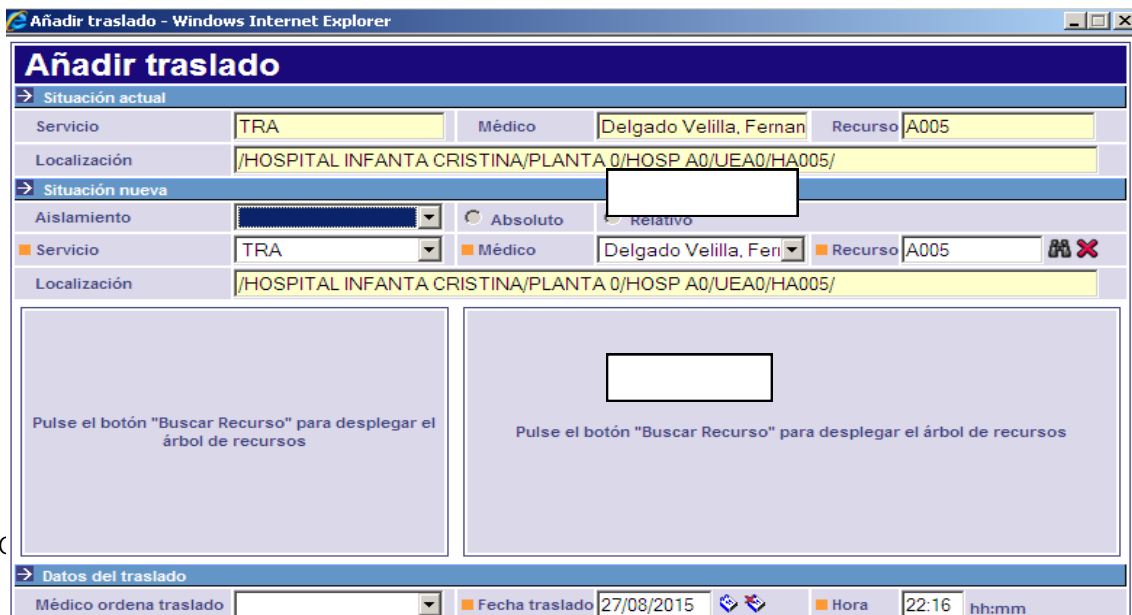 Añadir traslado - Windows Internet Explorer
Añadir traslado
Situación actual
Servicio TRA Médico Delgado Velilla, Fernan Recurso A005
Localización /HOSPITAL INFANTA CRISTINA/PLANTA 0/HOSP A0/UEA0/HA005/
Situación nueva
Aislamiento Absoluto Relativo
Servicio TRA Médico Delgado Velilla, Fern Recurso A005
Localización /HOSPITAL INFANTA CRISTINA/PLANTA 0/HOSP A0/UEA0/HA005/
Pulse el botón "Buscar Recurso" para desplegar el
árbol de recursos
Pulse el botón "Buscar Recurso" para desplegar el árbol de recursos
Datos del traslado
Médico ordena traslado Fecha traslado 27/08/2015 Hora 22:16 hh:mm